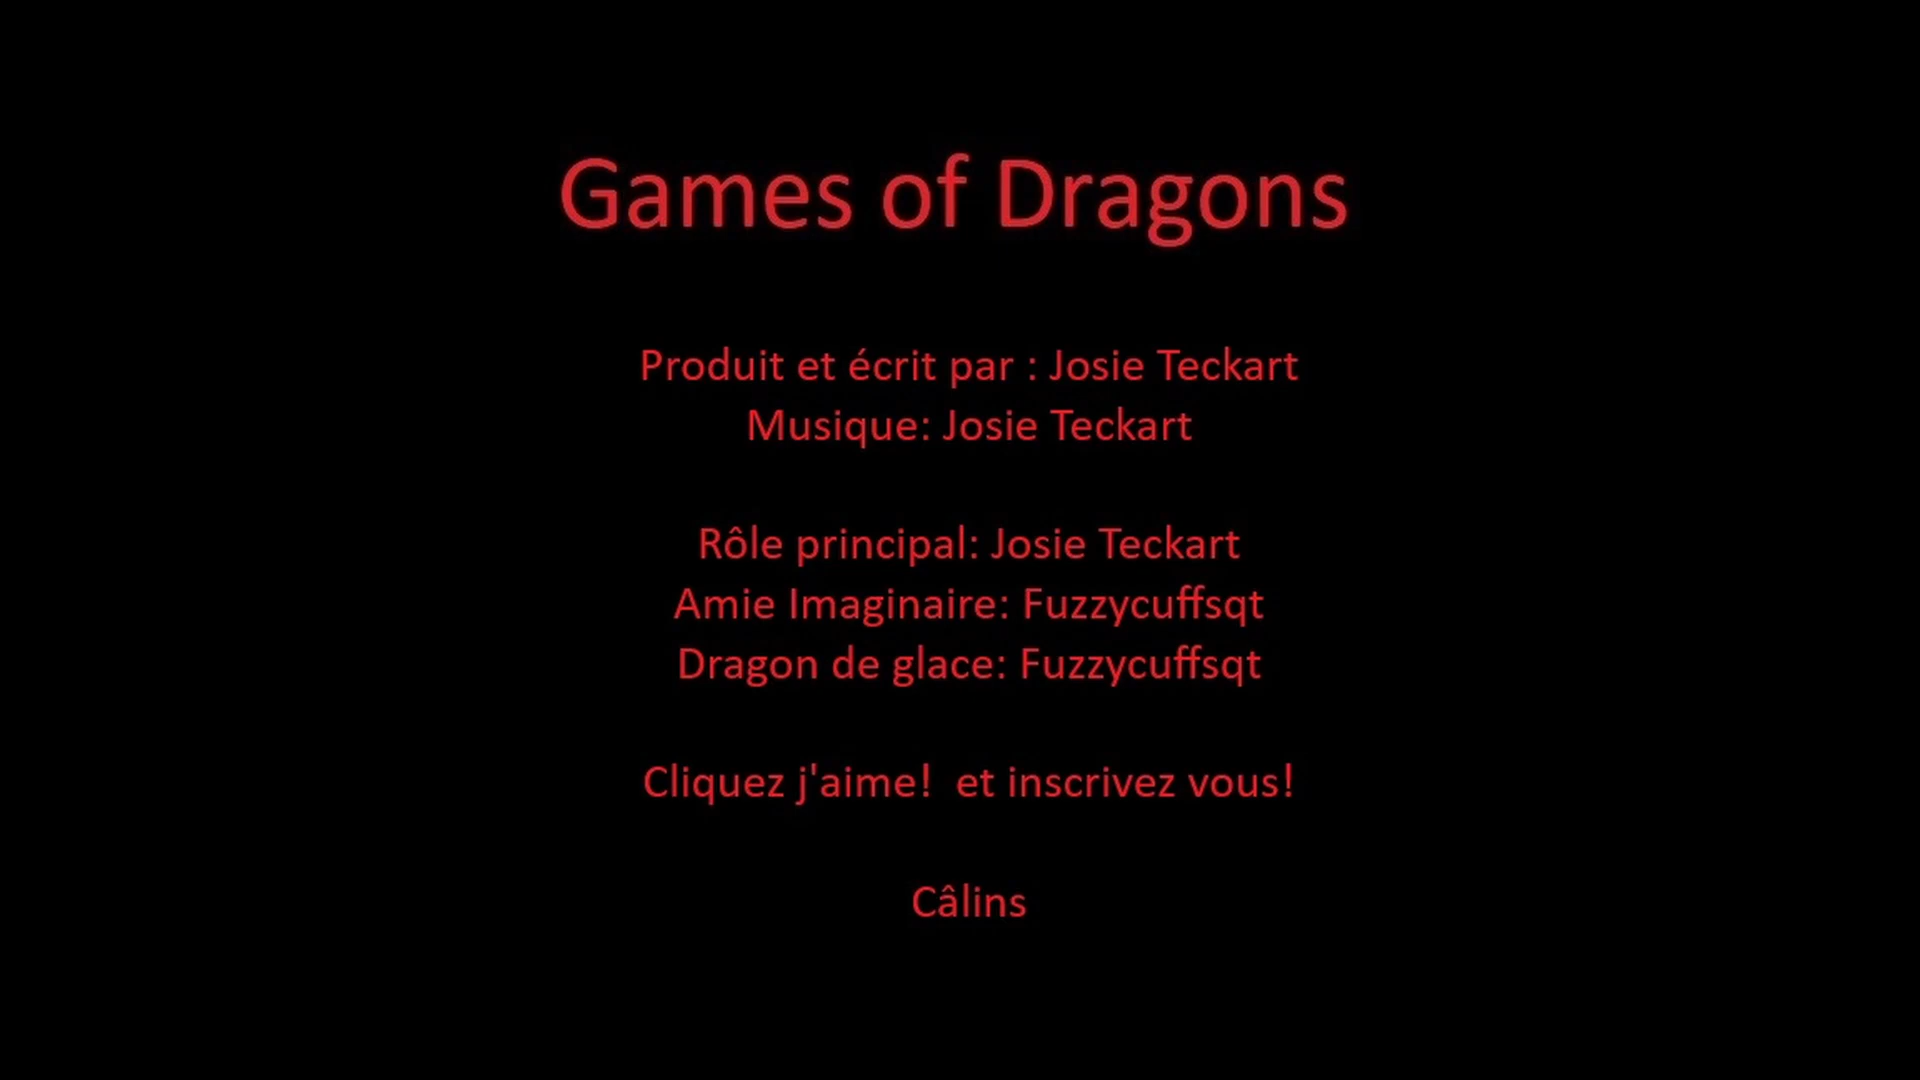 Games of Dragons
Produit et écrit par : Josie Teckart
Musique: Josie Teckart
Rôle principal: Josie Teckart
Amie Imaginaire: Fuzzycuffsqt
Dragon de glace: Fuzzycuffsqt
Cliquez j'aime!  et inscrivez vous!
Câlins